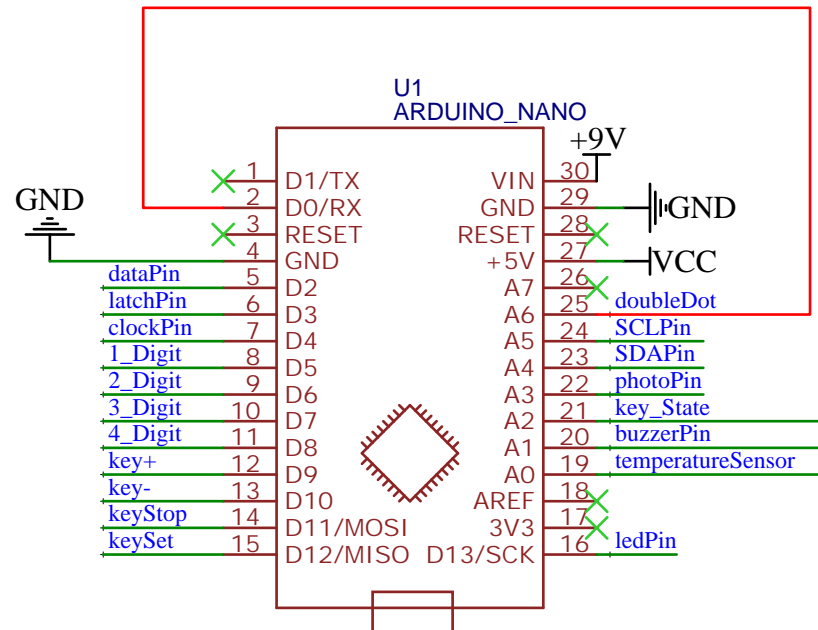 U1
ARDUINO_NANO
+9V
1 D1/TX VIN 30
GND 2 D0/RX GND 29 GND
3 RESET RESET 28
4 GND +5V 27 VCC
dataPin 5 D2 A7 26
latchPin 6 D3 A6 25 doubleDot
clockPin 7 D4 A5 24 SCLPin
1_Digit 8 D5 A4 23 SDAPin
2_Digit 9 D6 A3 22 photoPin
3_Digit 10 D7 A2 21 key_State
4_Digit 11 D8 A1 20 buzzerPin
key+ 12 D9 A0 19 temperatureSensor
key- 13 D10 AREF 18
keyStop 14 D11/MOSI 3V3 17
keySet 15 D12/MISO D13/SCK 16 ledPin